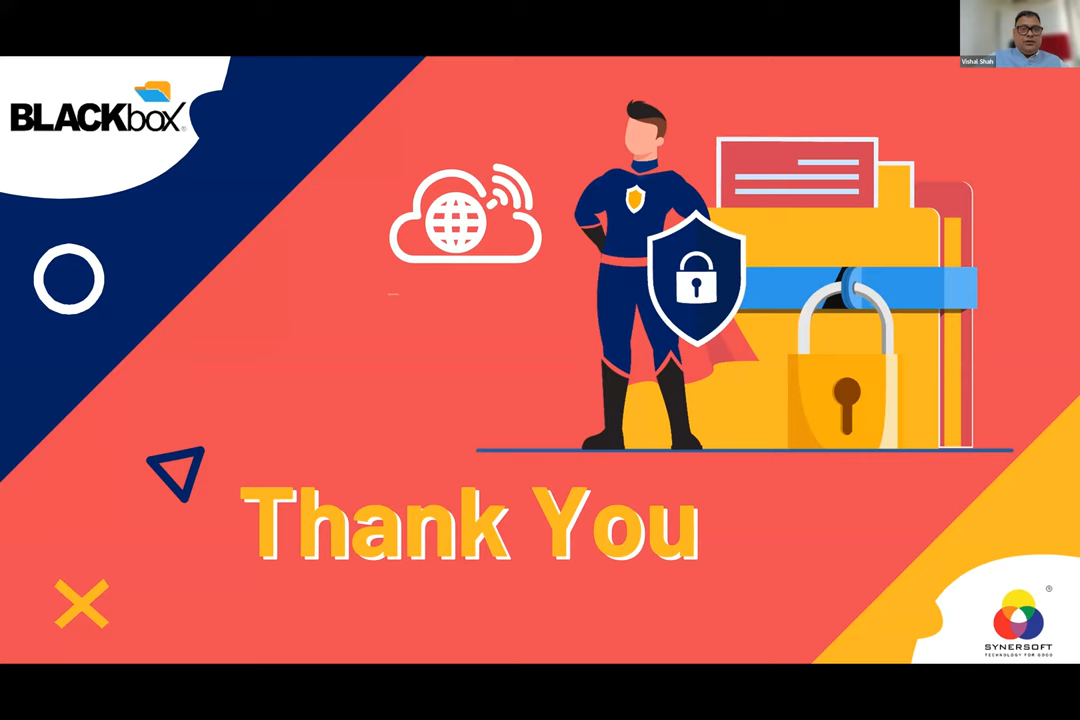 Vishal Shah
BLACKbox®
Thank You
®
SYNERSOFT
TECHNOLOGY FOR GOOD